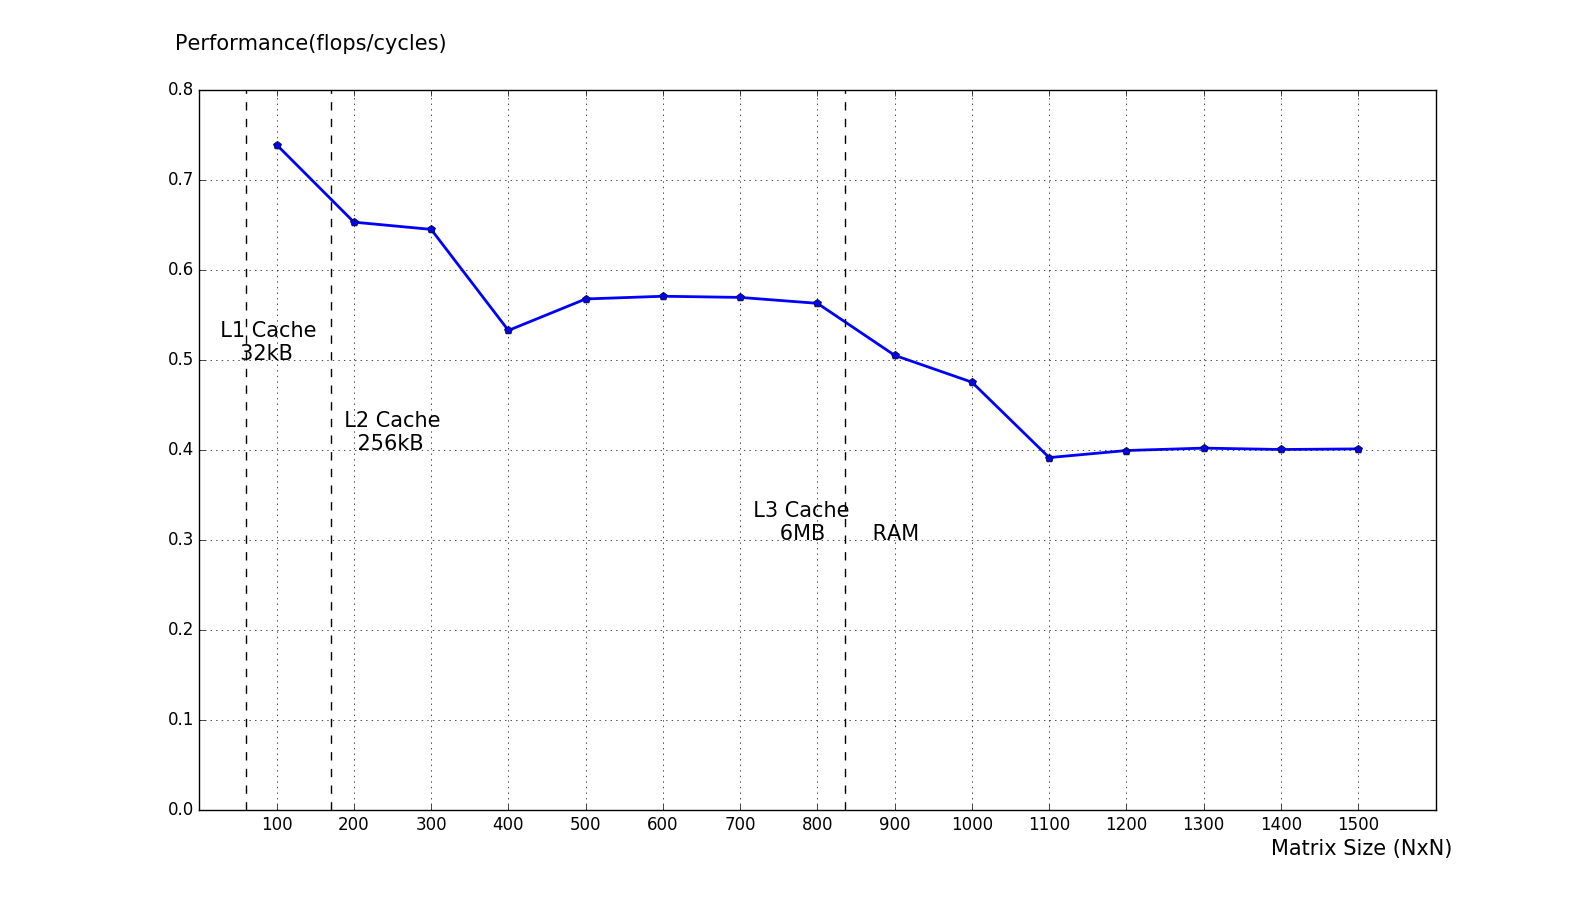 Performance(flops/cycles)
0.8
0.7
0.6
0.5
0.4
0.3
0.2
0.1
0.0
L1 Cache
32kB
L2 Cache
256kB
L3 Cache
6MB
RAM
100 200 300 400 500 600 700 800 900 1000 1100 1200 1300 1400 1500
Matrix Size (NxN)